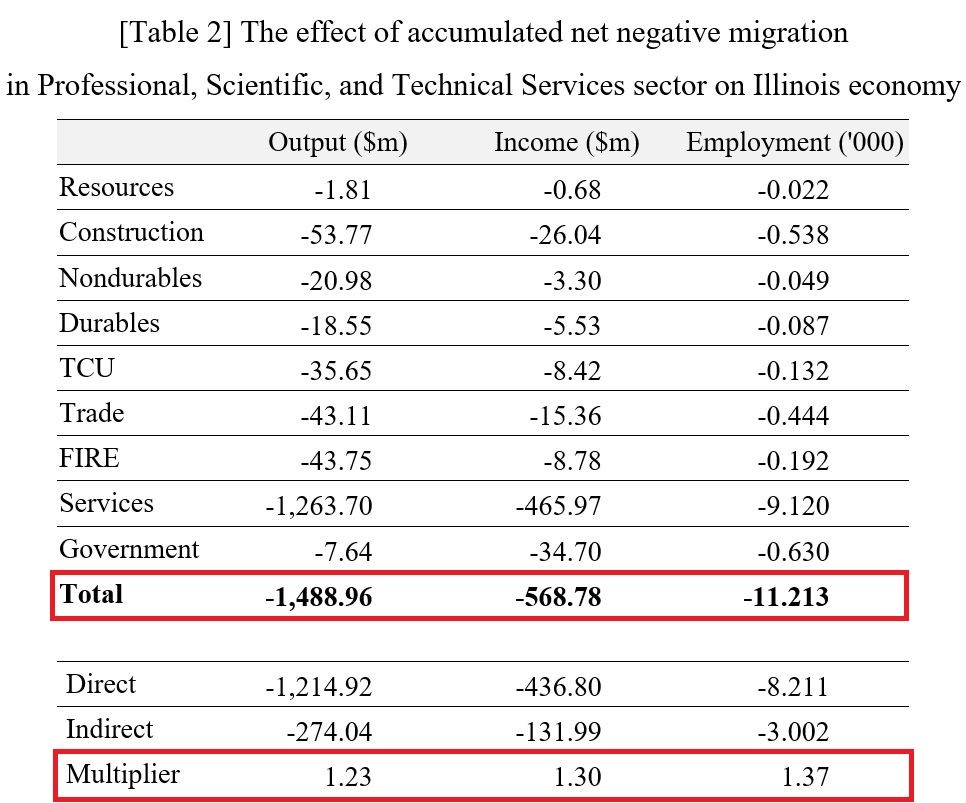 [Table 2] The effect of accumulated net negative migration
in Professional, Scientific, and Technical Services sector on Illinois economy
Output ($m) Income ($m) Employment ('000)
Resources -1.81 -0.68 -0.022
Construction -53.77 -26.04 -0.538
Nondurables -20.98 -3.30 -0.049
Durables -18.55 -5.53 -0.087
TCU -35.65 -8.42 -0.132
Trade -43.11 -15.36 -0.444
FIRE -43.75 -8.78 -0.192
Services -1,263.70 -465.97 -9.120
Government -7.64 -34.70 -0.630
Total -1,488.96 -568.78 -11.213
Direct -1,214.92 -436.80 -8.211
Indirect -274.04 -131.99 -3.002
Multiplier 1.23 1.30 1.37